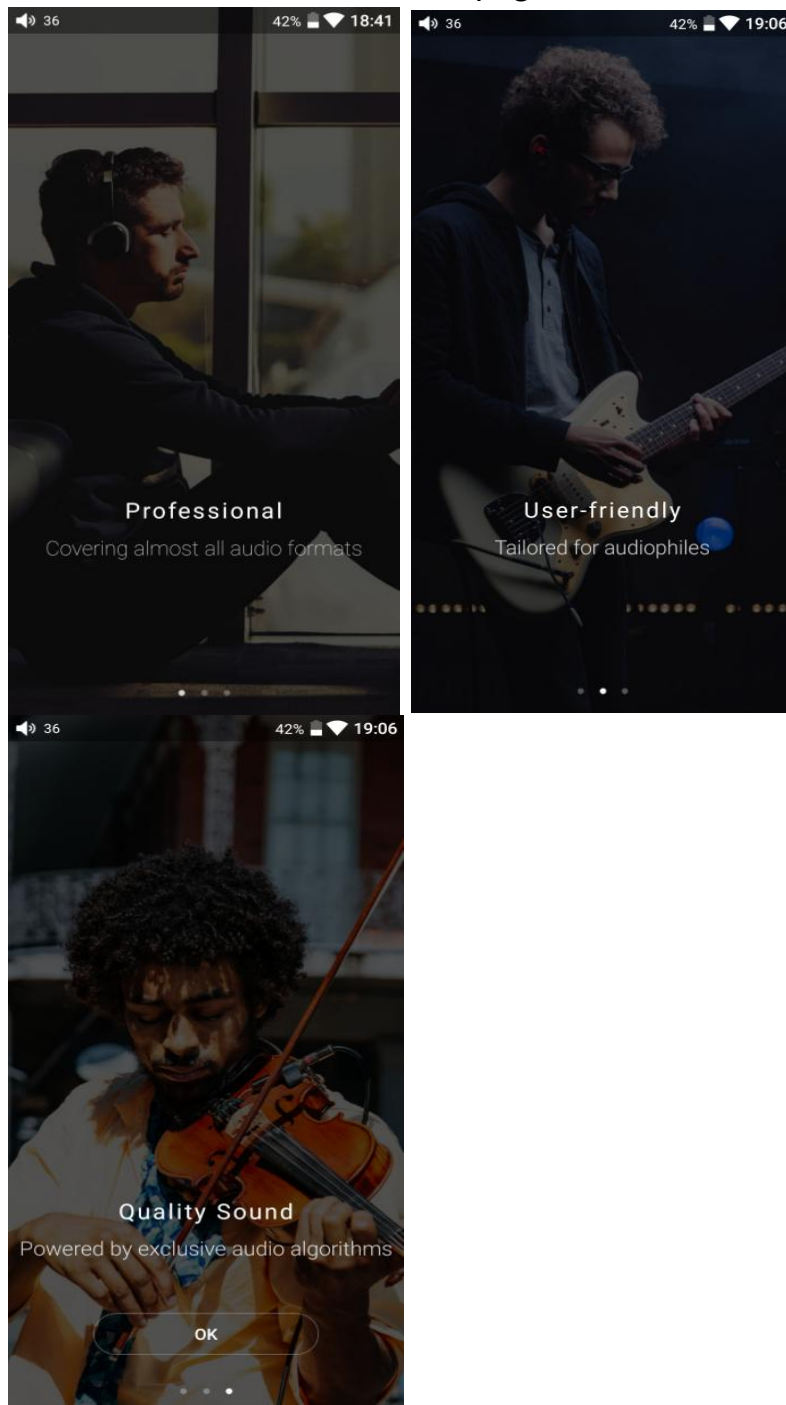 36 42% 18:41
Professional
Covering almost all audio formats
36 42% 19:06
User-friendly
Tailored for audiophiles
36 42% 19:06
Quality Sound
Powered by exclusive audio algorithms
OK